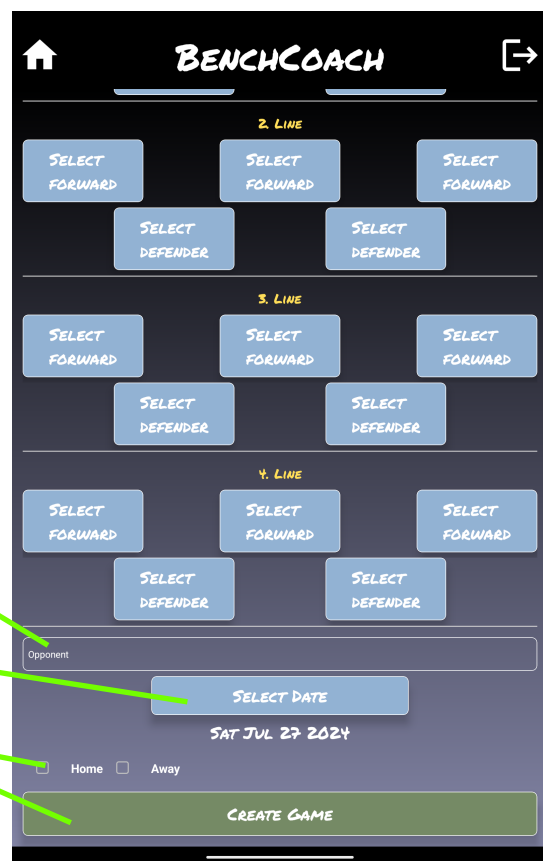 BenchCoach
2. Line
Select Select Select
forward forward forward
Select Select
defender defender
3. Line
Select Select Select
forward forward forward
Select Select
defender defender
4. Line
Select Select Select
forward forward forward
Select Select
defender defender
Opponent
Select Date
Sat Jul 27 2024
Home Away
Create Game